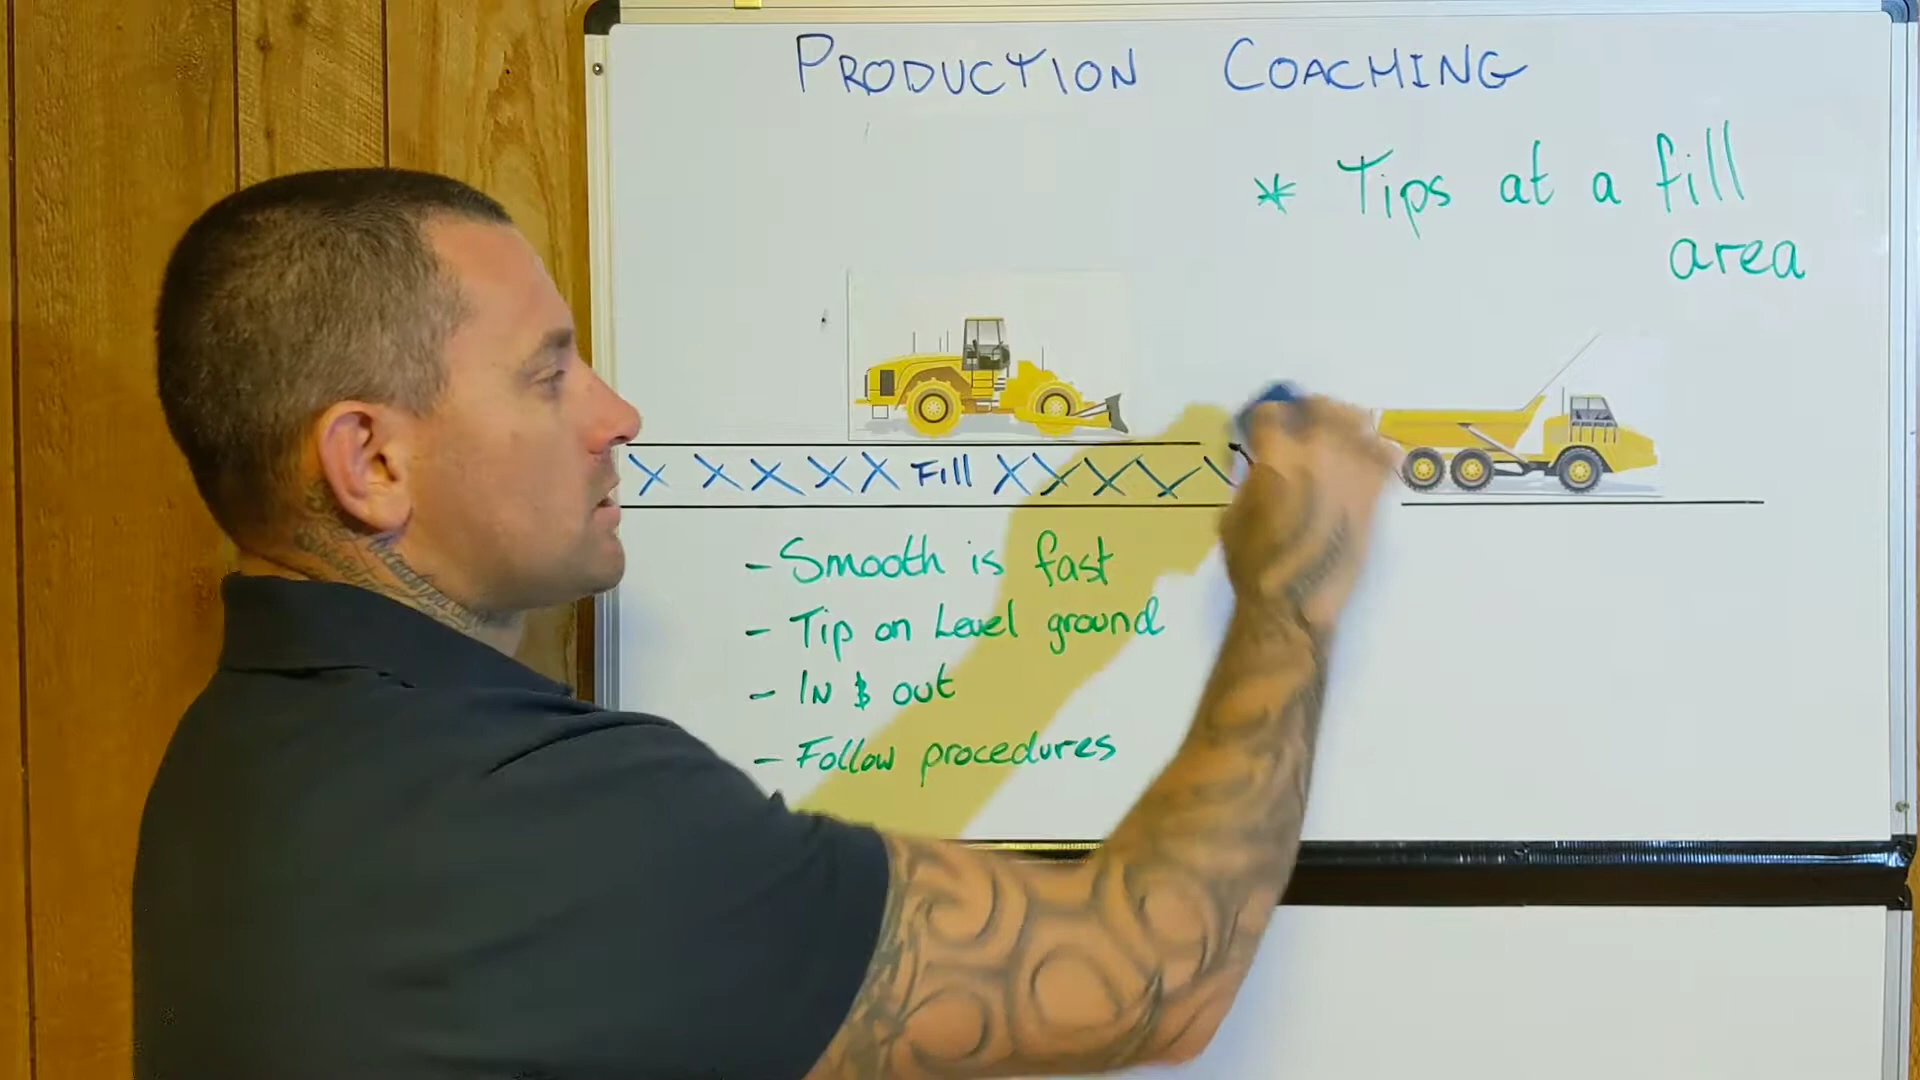 PRODUCTION COACHING
* Tips at a fill
area
X X X X X Fill X X X X
- Smooth is fast
- Tip on Level ground
- In $ out
- Follow procedures